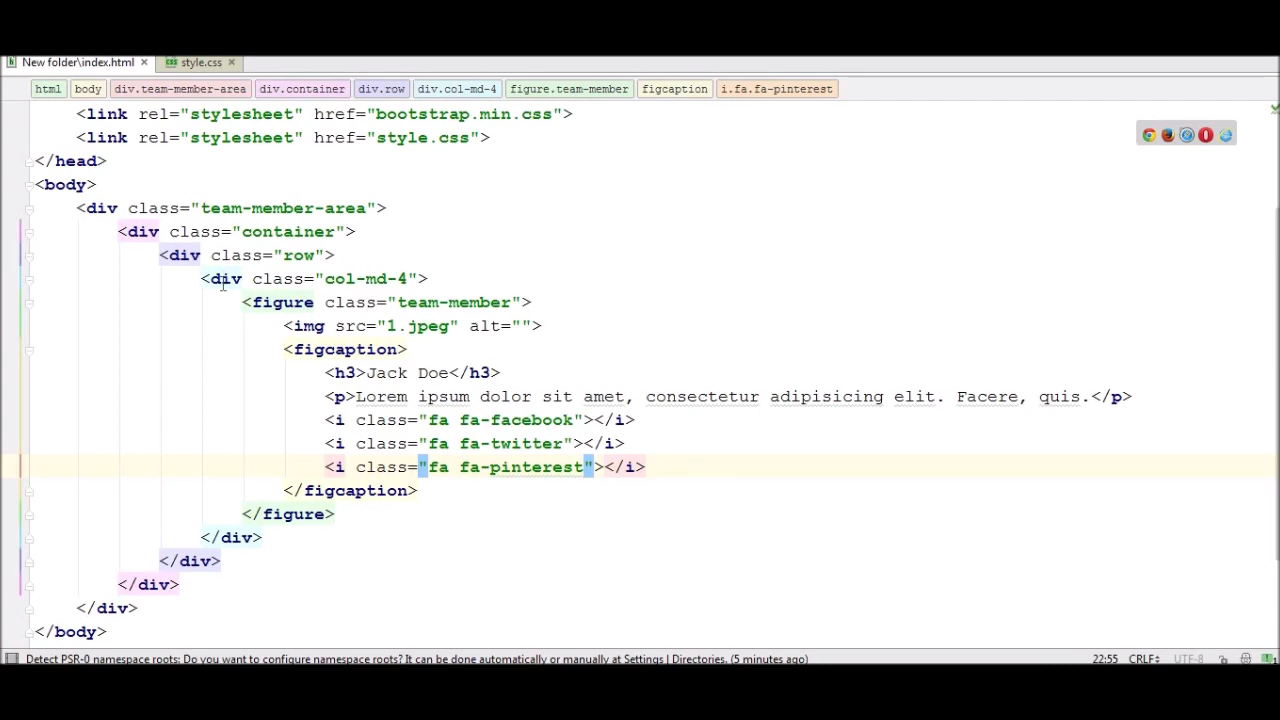 New folder\index.html × style.css ×
html body div.team-member-area div.container div.row div.col-md-4 figure.team-member figcaption i.fa.fa-pinterest
<link rel="stylesheet" href="bootstrap.min.css">
<link rel="stylesheet" href="style.css">
</head>
<body>
<div class="team-member-area">
<div class="container">
<div class="row">
<div class="col-md-4">
<figure class="team-member">
<img src="1.jpeg" alt="">
<figcaption>
<h3>Jack Doe</h3>
<p>Lorem ipsum dolor sit amet, consectetur adipisicing elit. Facere, quis.</p>
<i class="fa fa-facebook"></i>
<i class="fa fa-twitter"></i>
<i class="fa fa-pinterest"></i>
</figcaption>
</figure>
</div>
</div>
</div>
</div>
</body>
Detect PSR-0 namespace roots: Do you want to configure namespace roots? It can be done automatically or manually at Settings | Directories. (5 minutes ago) 22:55 CRLF UTF-8